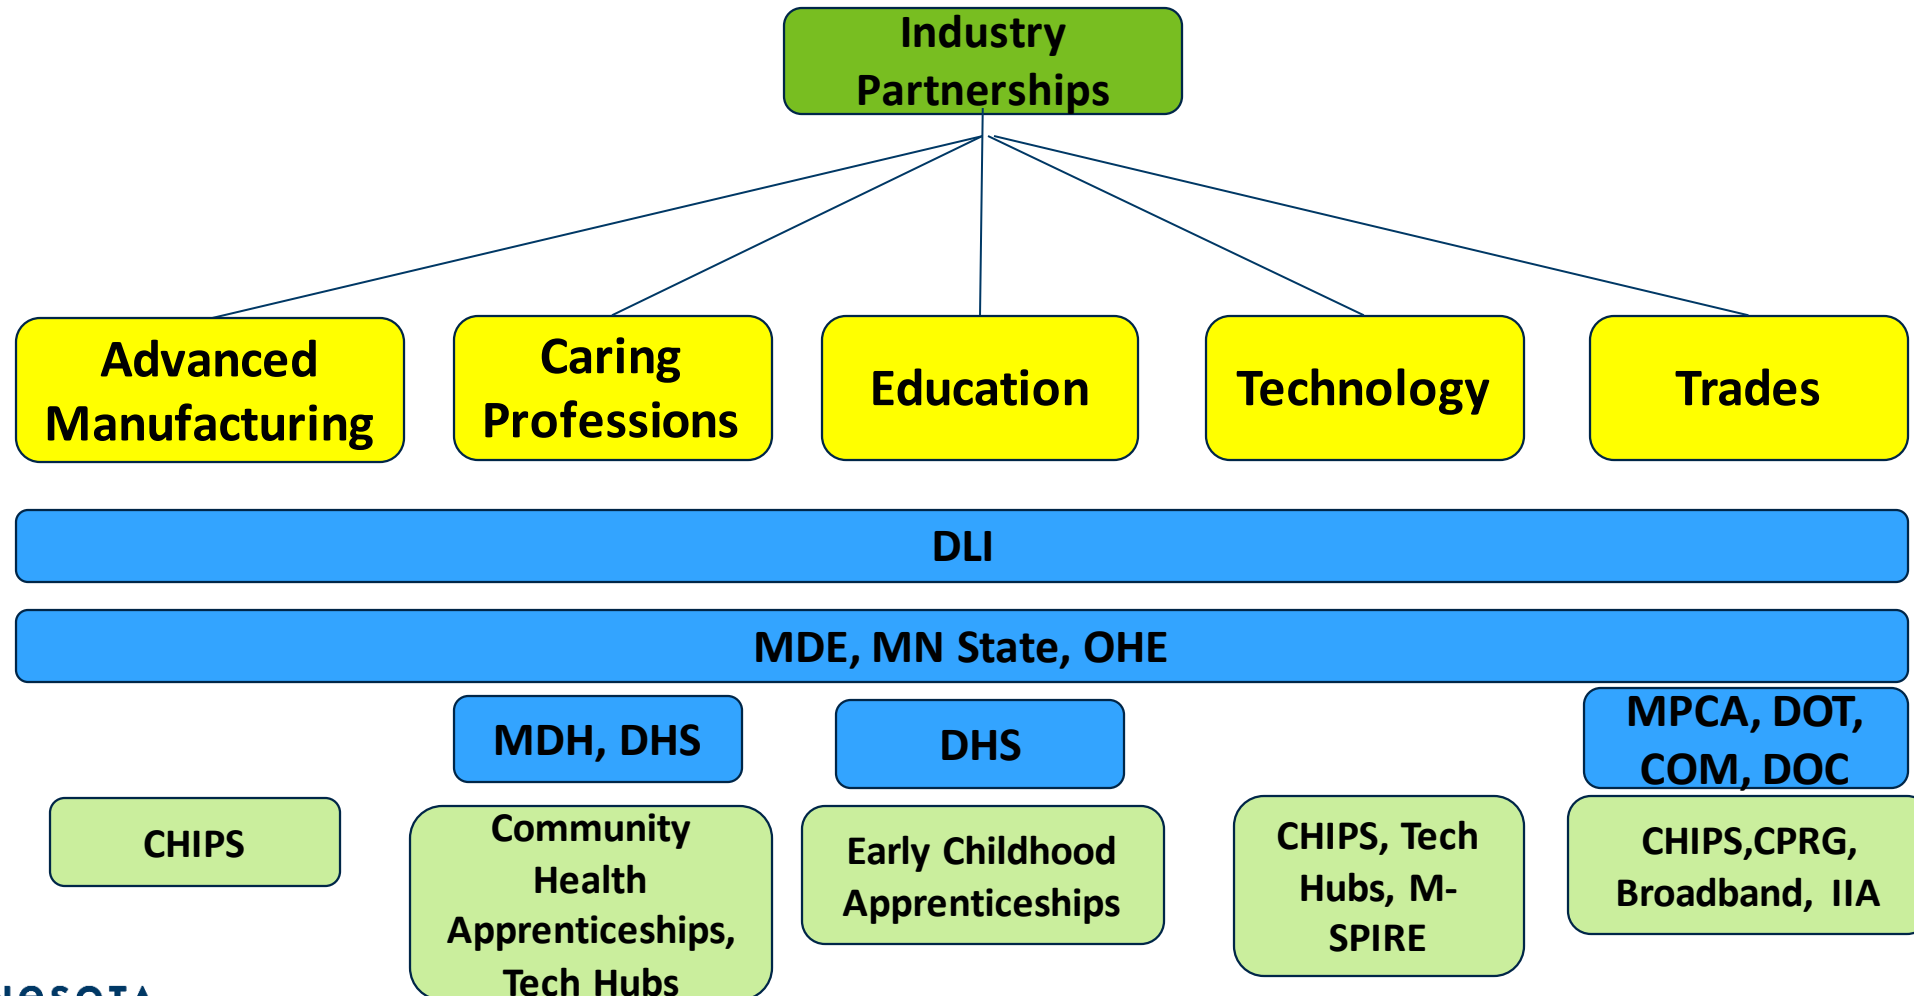 Industry
Partnerships
Advanced
Manufacturing
Caring
Professions
Education
Technology
Trades
DLI
MDE, MN State, OHE
MDH, DHS
DHS
MPCA, DOT,
COM, DOC
CHIPS
Community
Health
Apprenticeships,
Tech Hubs
Early Childhood
Apprenticeships
CHIPS, Tech
Hubs, M-
SPIRE
CHIPS,CPRG,
Broadband, IIA